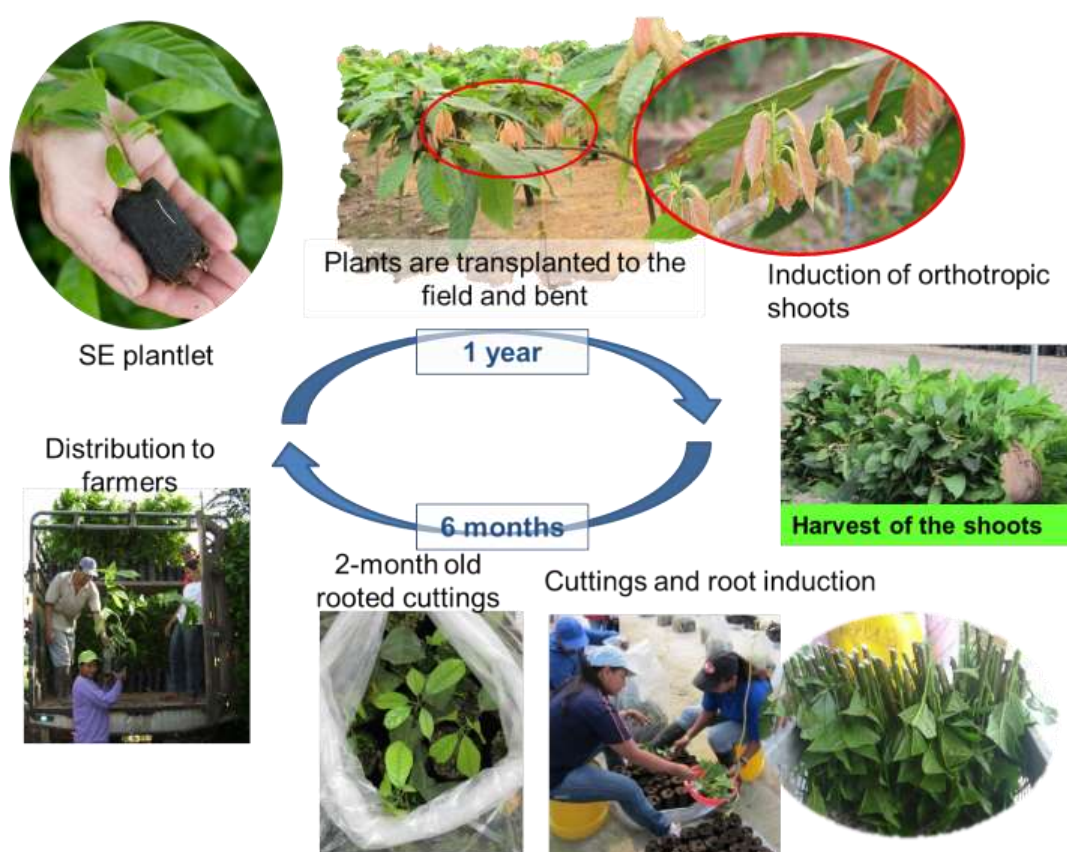 SE plantlet
Plants are transplanted to the
field and bent
Induction of orthotropic
shoots
1 year
Harvest of the shoots
Cuttings and root induction
6 months
2-month old
rooted cuttings
Distribution to
farmers